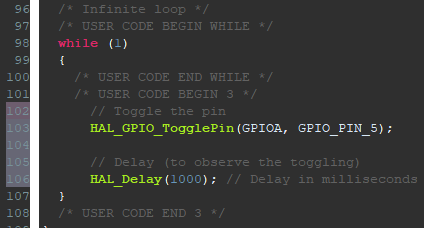 96 /* Infinite loop */
97 /* USER CODE BEGIN WHILE */
98 while (1)
99 {
100 /* USER CODE END WHILE */
101 /* USER CODE BEGIN 3 */
102 // Toggle the pin
103 HAL_GPIO_TogglePin(GPIOA, GPIO_PIN_5);
104
105 // Delay (to observe the toggling)
106 HAL_Delay(1000); // Delay in milliseconds
107 }
108 /* USER CODE END 3 */